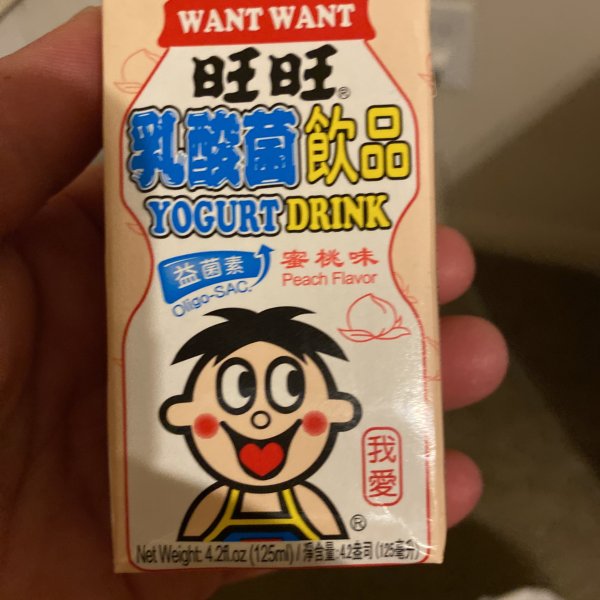 WANT WANT
旺旺®
乳酸菌飲品
YOGURT DRINK
益菌素
Oligo-SAC.
蜜桃味
Peach Flavor
我愛
®
Net Weight: 4.2fl.oz (125ml) / 淨含量:4.2盎司 (125毫升)